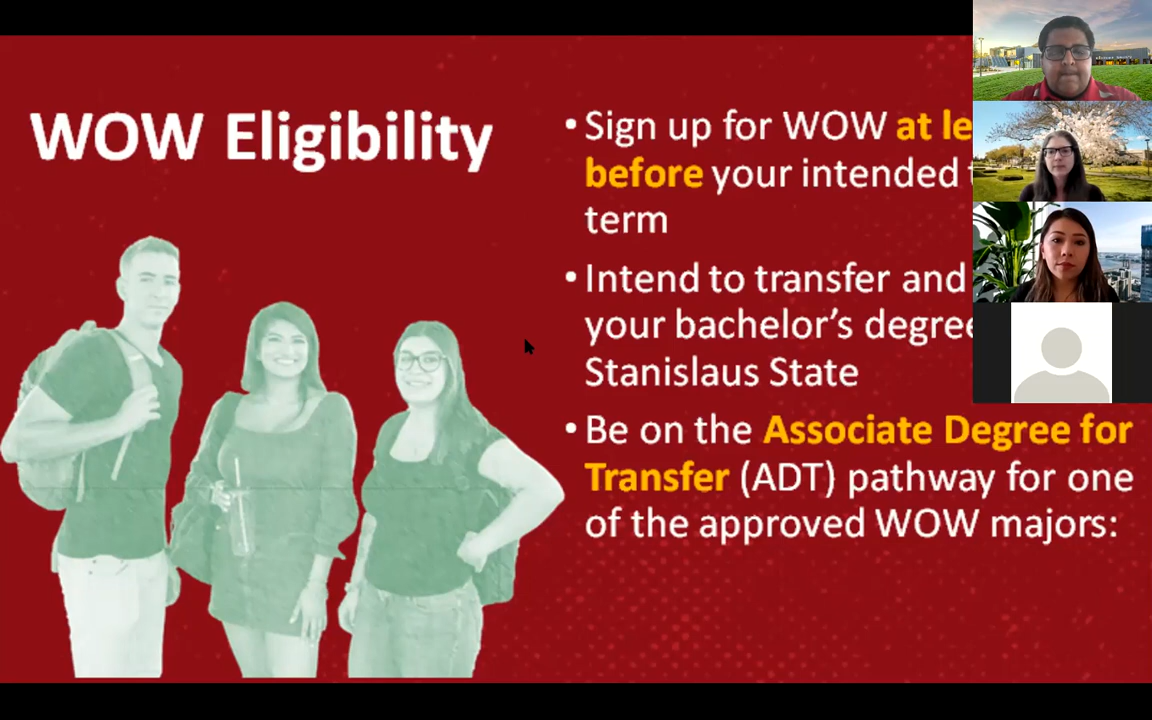 WOW Eligibility
• Sign up for WOW at le
before your intended
term
• Intend to transfer and
your bachelor's degree
Stanislaus State
• Be on the Associate Degree for
Transfer (ADT) pathway for one
of the approved WOW majors: